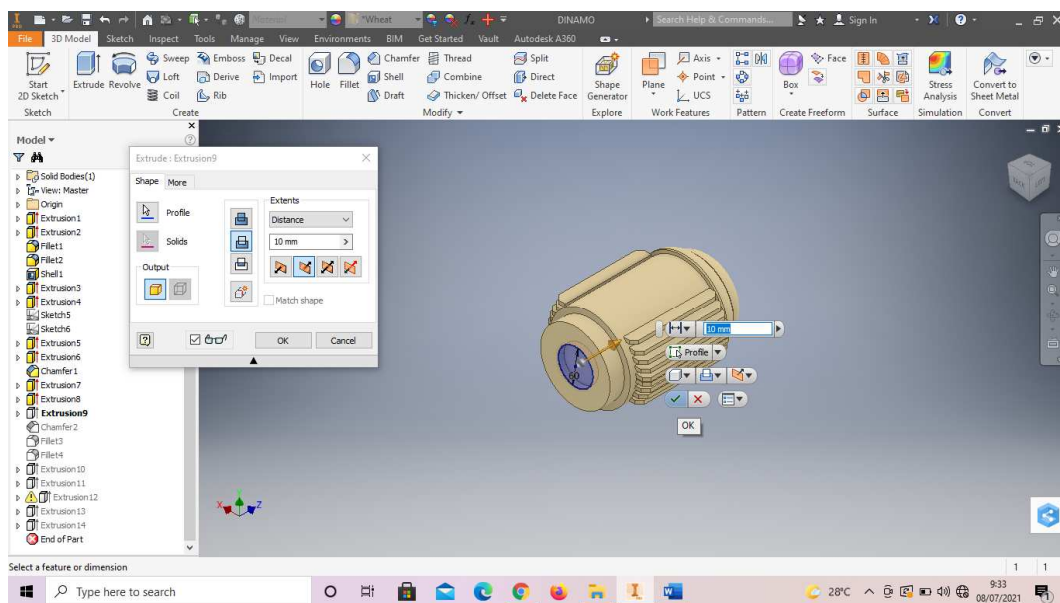 PRO
Material
*Wheat
DINAMO
Search Help & Commands...
Sign In
File 3D Model Sketch Inspect Tools Manage View Environments BIM Get Started Vault Autodesk A360
Start 2D Sketch
Extrude Revolve
Sweep Emboss Decal
Loft Derive Import
Coil Rib
Hole Fillet
Chamfer Thread Split
Shell Combine Direct
Draft Thicken/ Offset Delete Face
Shape Generator
Plane
Axis
Point
UCS
Box
Face
Stress Analysis
Convert to Sheet Metal
Sketch Create Modify Explore Work Features Pattern Create Freeform Surface Simulation Convert
Model
Solid Bodies(1)
View: Master
Origin
Extrusion1
Extrusion2
Fillet1
Fillet2
Shell1
Extrusion3
Extrusion4
Sketch5
Sketch6
Extrusion5
Extrusion6
Chamfer1
Extrusion7
Extrusion8
Extrusion9
Chamfer2
Fillet3
Fillet4
Extrusion10
Extrusion11
Extrusion12
Extrusion13
Extrusion14
End of Part
Extrude : Extrusion9
Shape More
Profile
Solids
Output
Extents
Distance
10 mm
Match shape
OK Cancel
10 mm
Profile
OK
60
X Y Z
Select a feature or dimension
1 1
Type here to search
28°C
9:33
08/07/2021